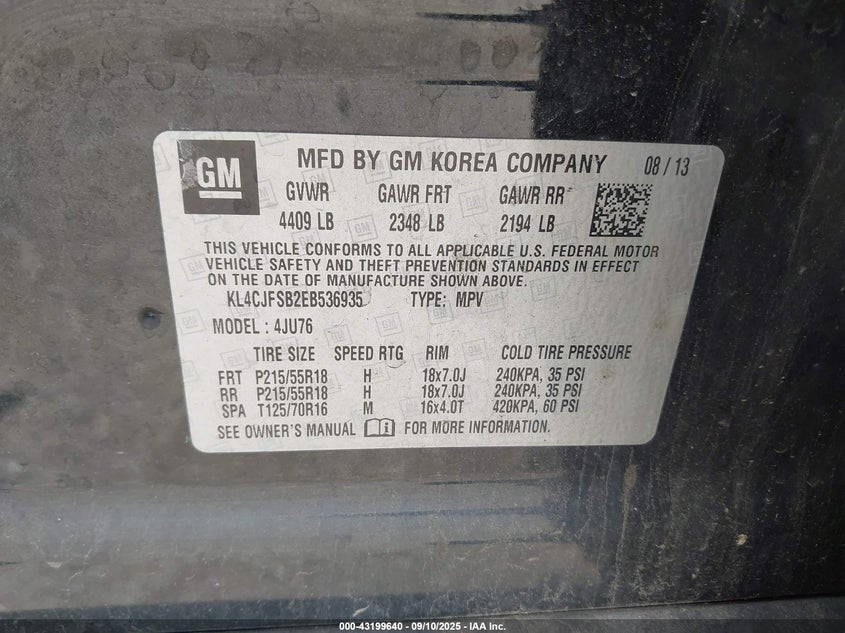 GM MFD BY GM KOREA COMPANY 08 / 13
GVWR GAWR FRT GAWR RR
4409 LB 2348 LB 2194 LB
THIS VEHICLE CONFORMS TO ALL APPLICABLE U.S. FEDERAL MOTOR
VEHICLE SAFETY AND THEFT PREVENTION STANDARDS IN EFFECT
ON THE DATE OF MANUFACTURE SHOWN ABOVE.
KL4CJFSB2EB536935 TYPE: MPV
MODEL : 4JU76
TIRE SIZE SPEED RTG RIM COLD TIRE PRESSURE
FRT P215/55R18 H 18x7.0J 240KPA, 35 PSI
RR P215/55R18 H 18x7.0J 240KPA, 35 PSI
SPA T125/70R16 M 16x4.0T 420KPA, 60 PSI
SEE OWNER'S MANUAL FOR MORE INFORMATION.
000-43199640 - 09/10/2025 - IAA Inc.